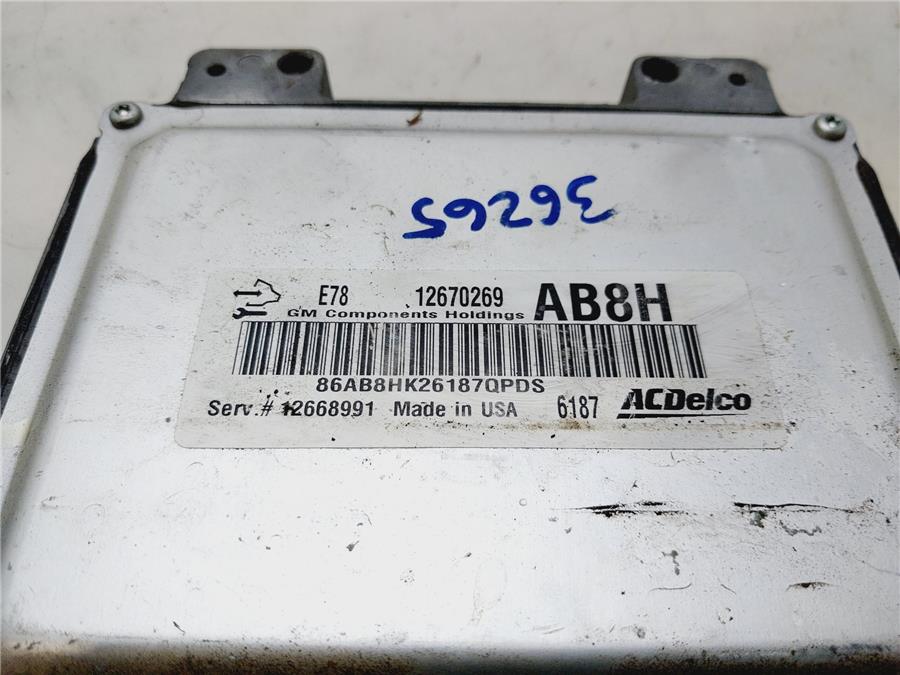 36265
E78 12670269 AB8H
GM Components Holdings
86AB8HK26187QPDS
Serv.# 12668991 Made in USA 6187 ACDelco